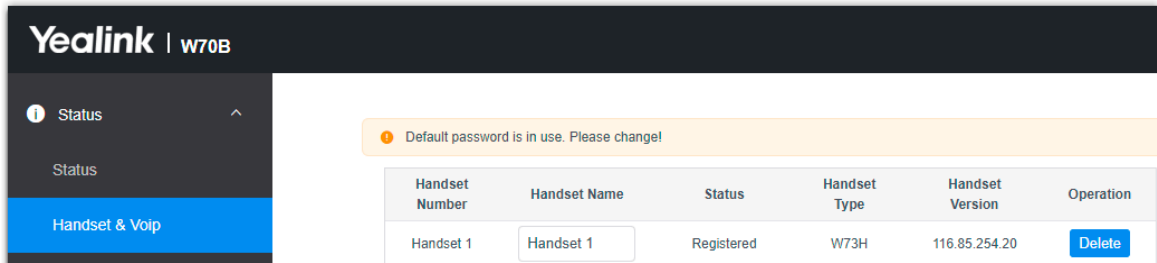 Yealink | W70B
Status
Status
Handset & Voip
Default password is in use. Please change!
Handset Number Handset Name Status Handset Type Handset Version Operation
Handset 1 Handset 1 Registered W73H 116.85.254.20 Delete